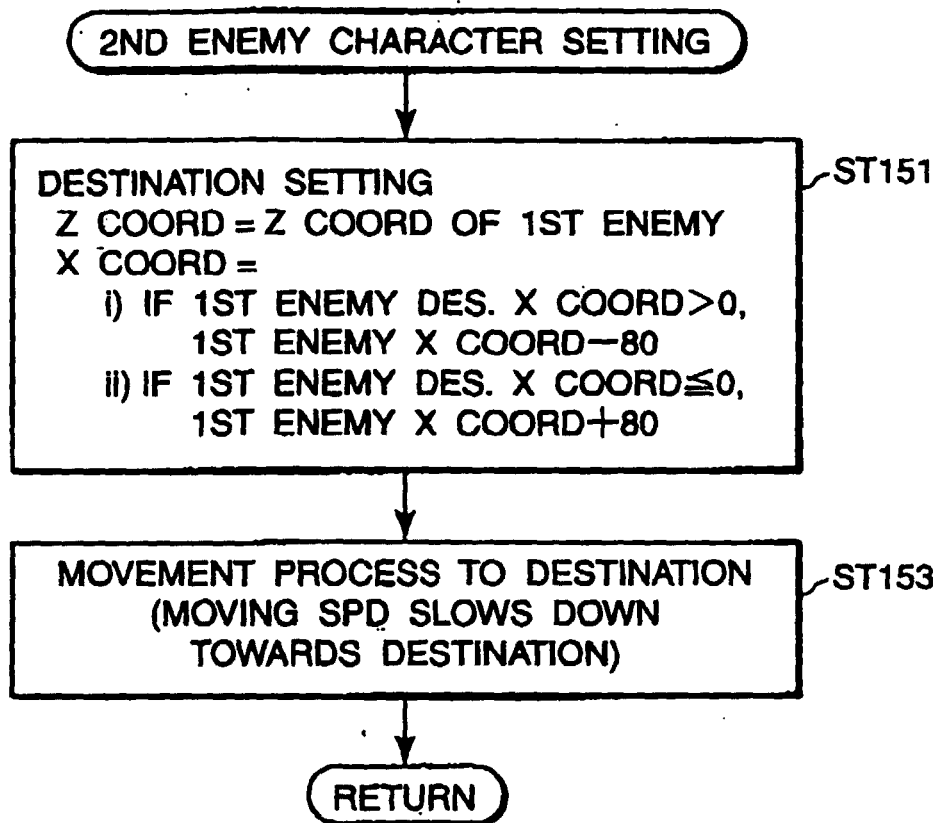 2ND ENEMY CHARACTER SETTING
DESTINATION SETTING
Z COORD = Z COORD OF 1ST ENEMY
X COORD =
i) IF 1ST ENEMY DES. X COORD>0,
1ST ENEMY X COORD−80
ii) IF 1ST ENEMY DES. X COORD≦0,
1ST ENEMY X COORD+80
ST151
MOVEMENT PROCESS TO DESTINATION
(MOVING SPD SLOWS DOWN
TOWARDS DESTINATION)
ST153
RETURN